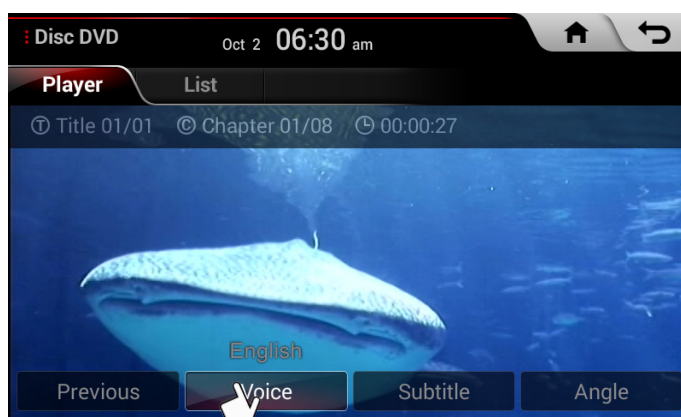 Disc DVD Oct 2 06:30 am
Player List
Ⓣ Title 01/01 Ⓒ Chapter 01/08 00:00:27
English
Previous Voice Subtitle Angle